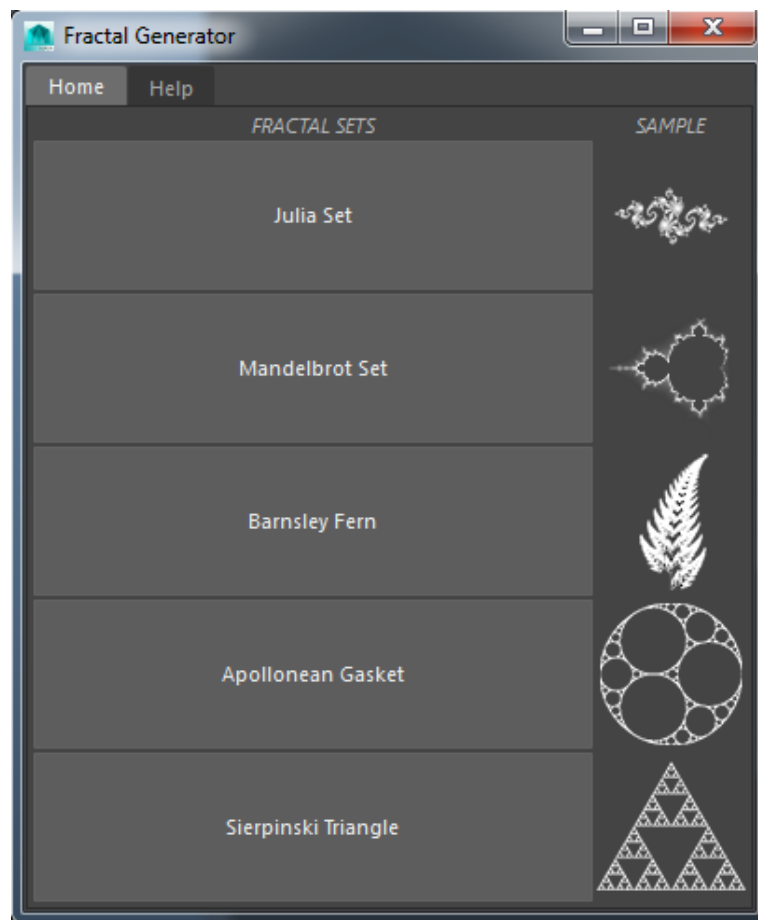 Fractal Generator
Home Help
FRACTAL SETS SAMPLE
Julia Set
Mandelbrot Set
Barnsley Fern
Apollonean Gasket
Sierpinski Triangle